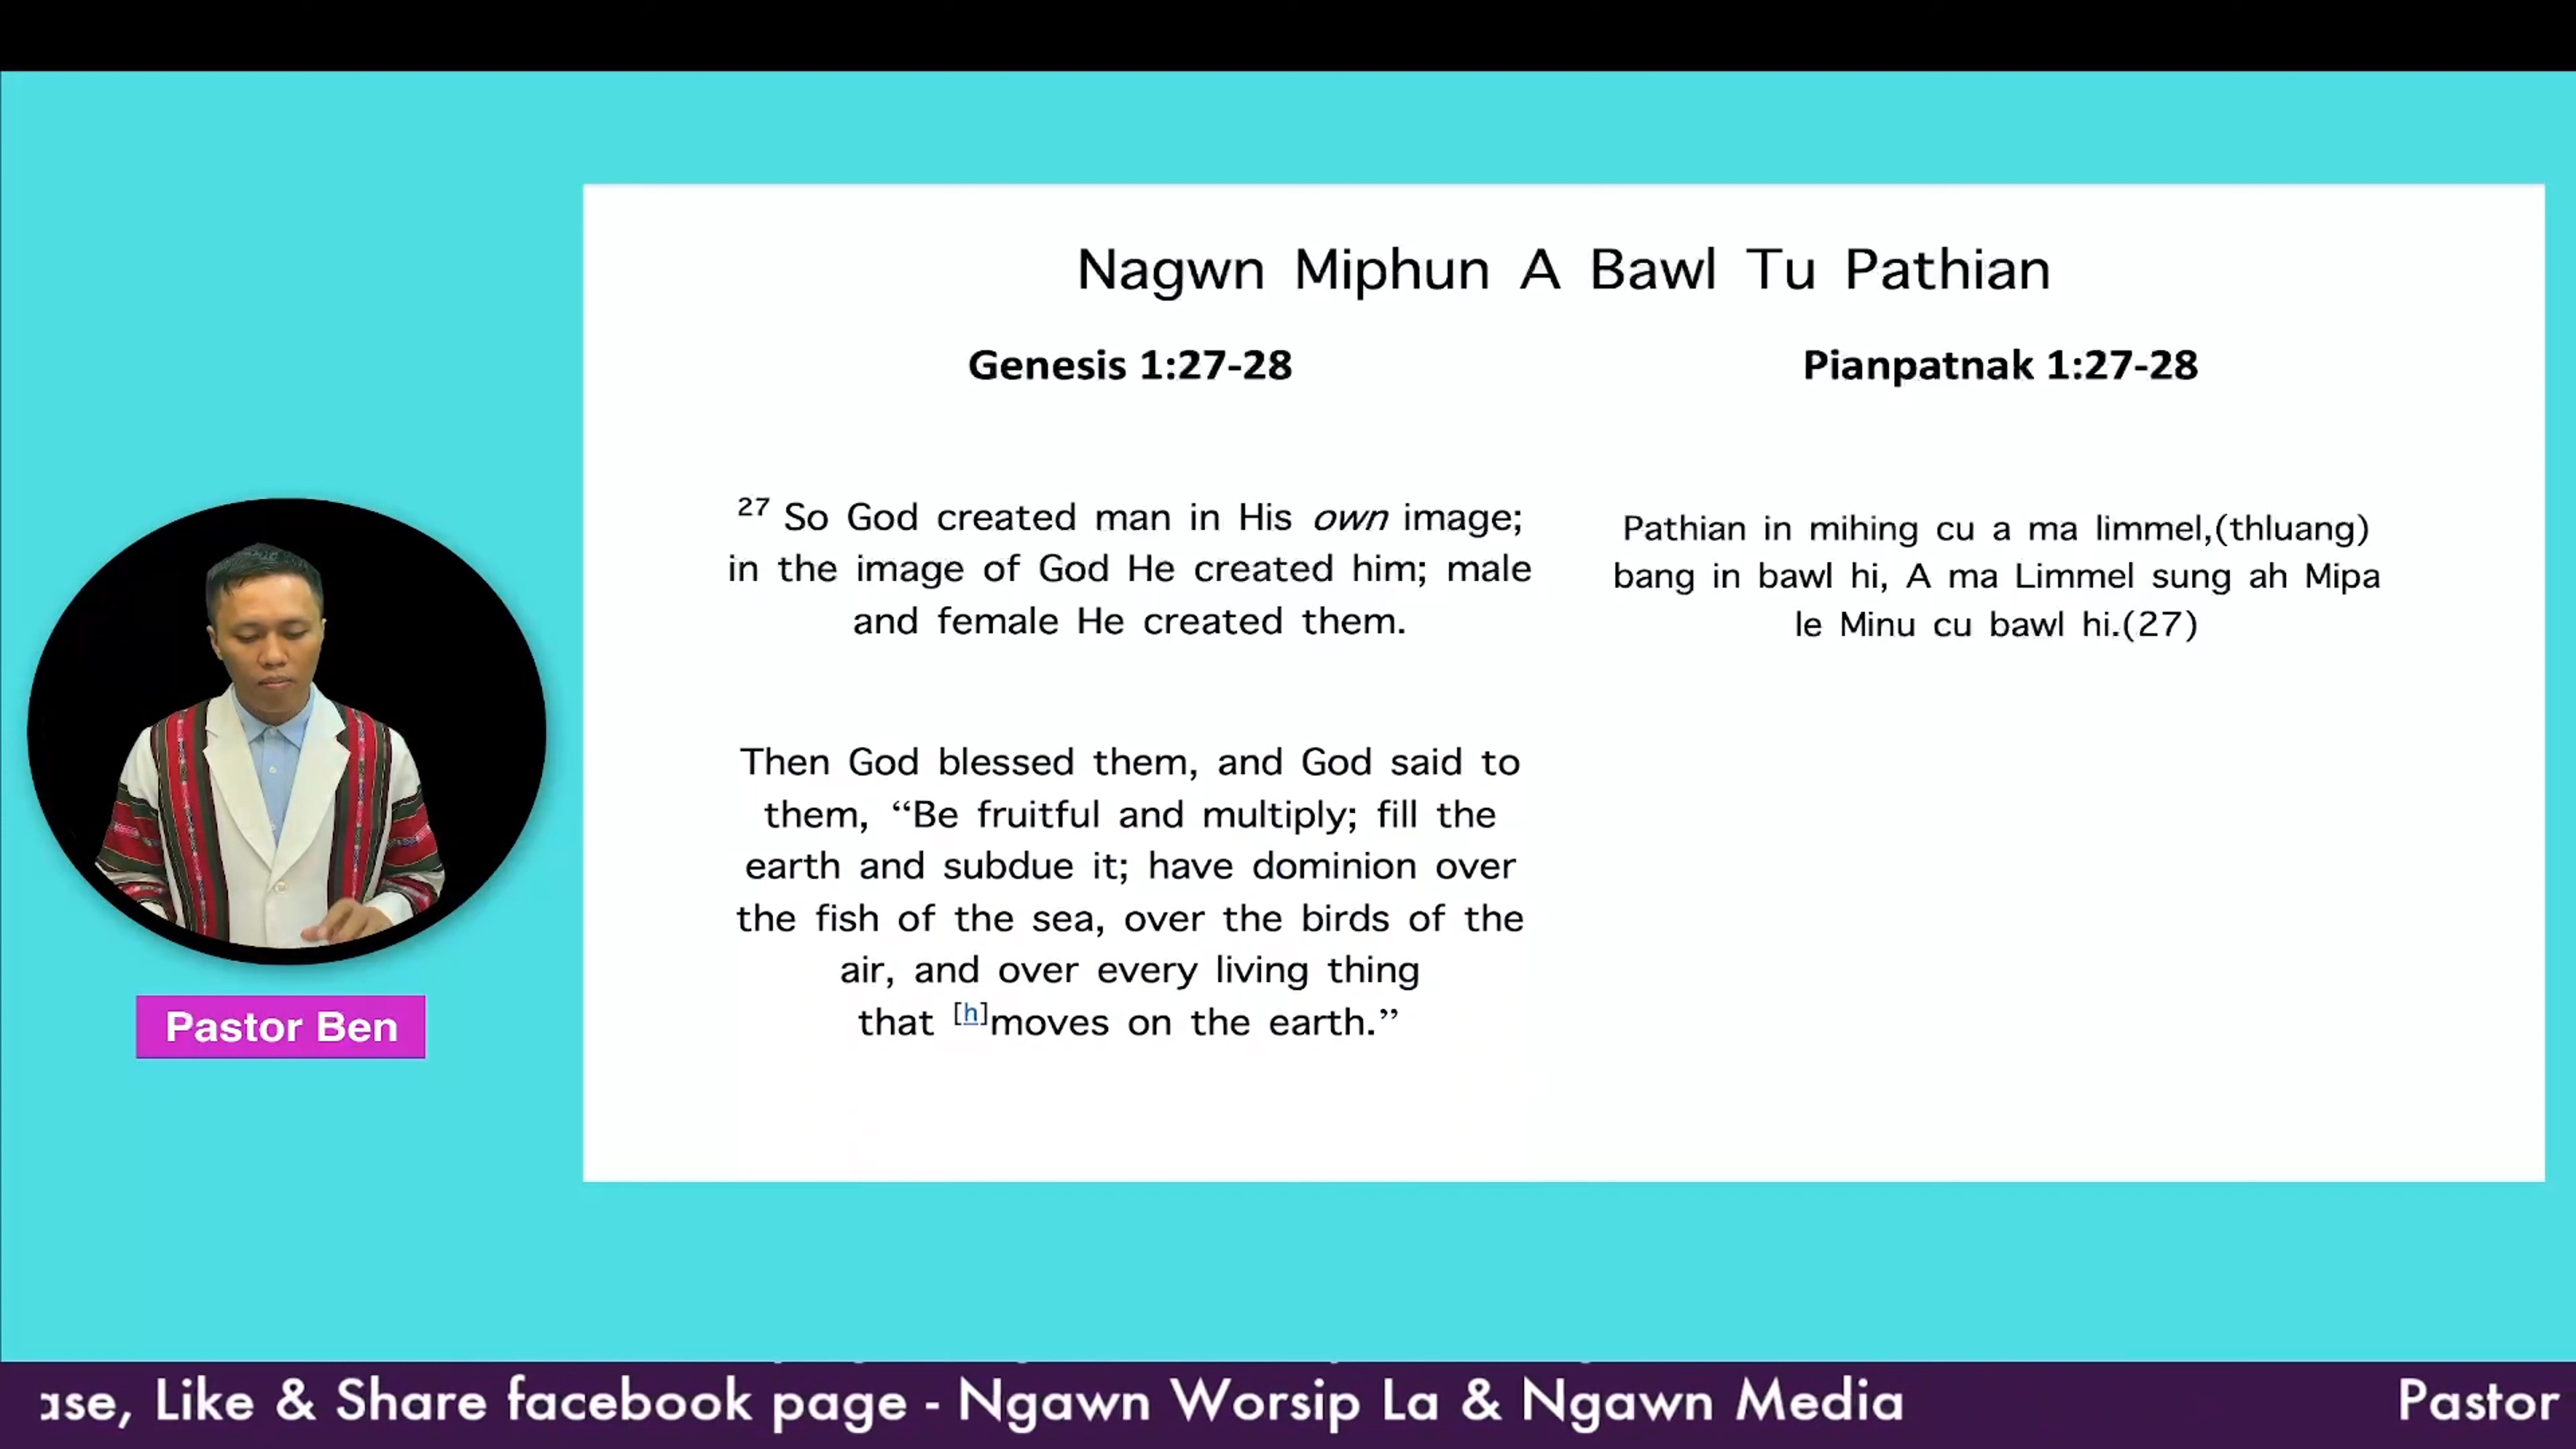 Nagwn Miphun A Bawl Tu Pathian
Genesis 1:27-28
27 So God created man in His own image;
in the image of God He created him; male
and female He created them.
Then God blessed them, and God said to
them, “Be fruitful and multiply; fill the
earth and subdue it; have dominion over
the fish of the sea, over the birds of the
air, and over every living thing
that [h]moves on the earth.”
Pianpatnak 1:27-28
Pathian in mihing cu a ma limmel,(thluang)
bang in bawl hi, A ma Limmel sung ah Mipa
le Minu cu bawl hi.(27)
Pastor Ben
ase, Like & Share facebook page - Ngawn Worsip La & Ngawn Media
Pastor